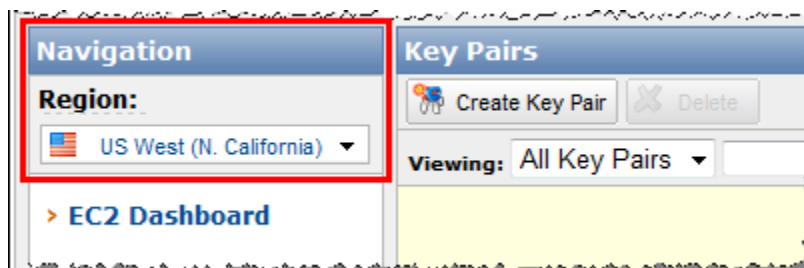 Navigation
Key Pairs
Region:
Create Key Pair
Delete
US West (N. California)
Viewing: All Key Pairs
EC2 Dashboard